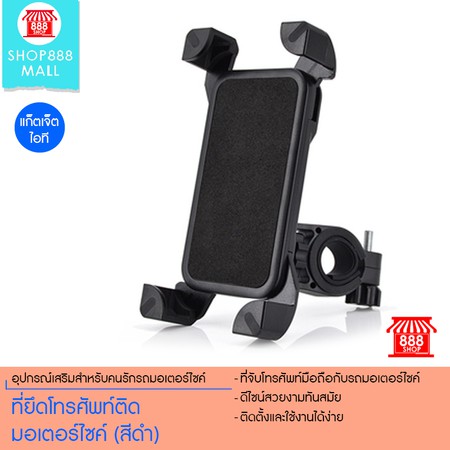 888
SHOP
SHOP888
MALL
แก็ตเจ็ต
ไอที
888
SHOP
อุปกรณ์เสริมสำหรับคนรักรถมอเตอร์ไซค์
ที่ยึดโทรศัพท์ติด
มอเตอร์ไซค์ (สีดำ)
- ที่จับโทรศัพท์มือถือกับรถมอเตอร์ไซค์
- ดีไซน์สวยงามทันสมัย
- ติดตั้งและใช้งานได้ง่าย